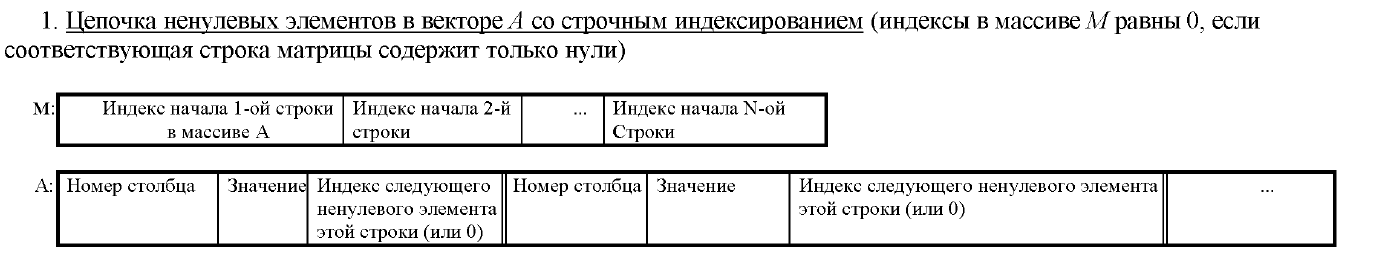 1. Цепочка ненулевых элементов в векторе A со строчным индексированием (индексы в массиве M равны 0, если
соответствующая строка матрицы содержит только нули)
М: Индекс начала 1-ой строки Индекс начала 2-й ... Индекс начала N-ой
в массиве А строки Строки
А: Номер столбца Значение Индекс следующего Номер столбца Значение Индекс следующего ненулевого элемента ...
ненулевого элемента этой строки (или 0)
этой строки (или 0)